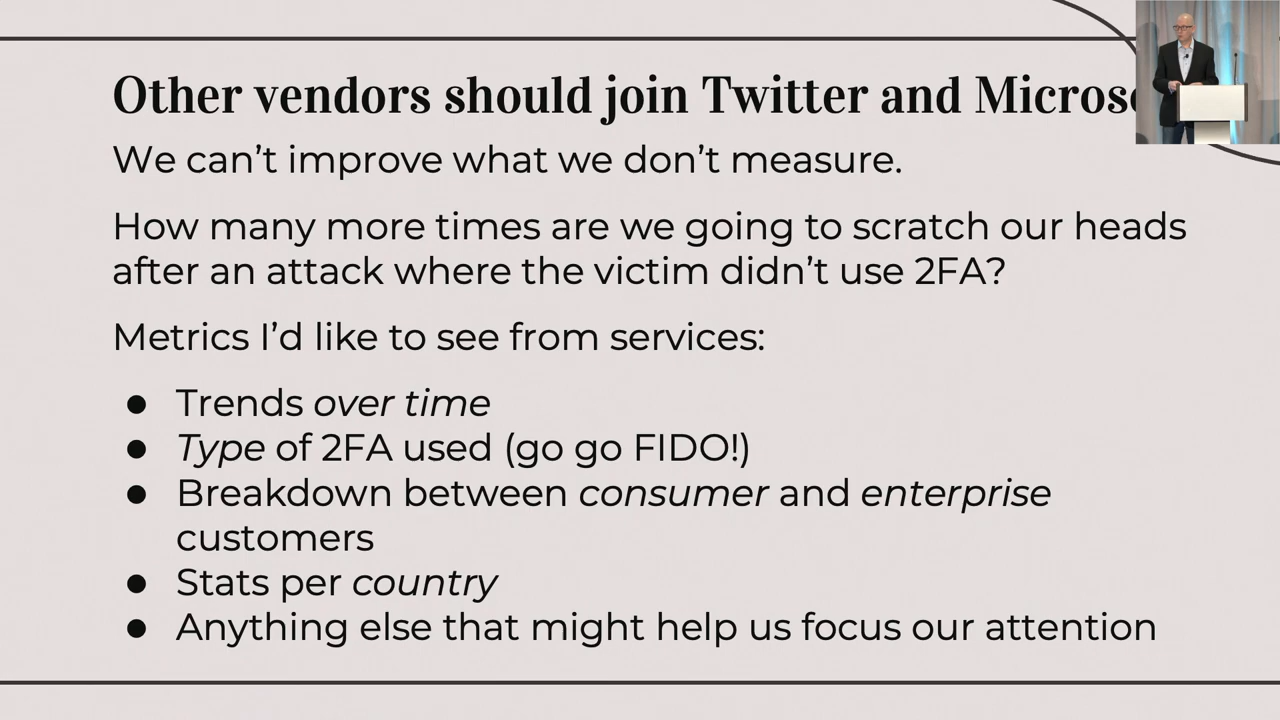 Other vendors should join Twitter and
We can’t improve what we don’t measure.
How many more times are we going to scratch our heads
after an attack where the victim didn’t use 2FA?
Metrics I’d like to see from services:
● Trends over time
● Type of 2FA used (go go FIDO!)
● Breakdown between consumer and enterprise
customers
● Stats per country
● Anything else that might help us focus our attention